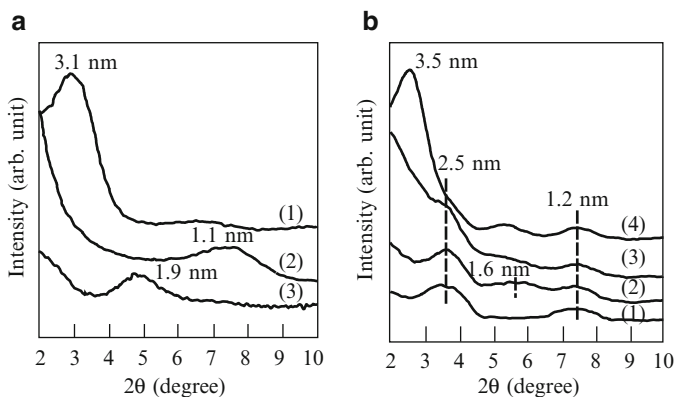 a
3.1 nm
1.1 nm
1.9 nm
(1)
(2)
(3)
Intensity (arb. unit)
2 3 4 5 6 7 8 9 10
2θ (degree)
b
3.5 nm
2.5 nm
1.2 nm
1.6 nm
(4)
(3)
(2)
(1)
Intensity (arb. unit)
2 3 4 5 6 7 8 9 10
2θ (degree)